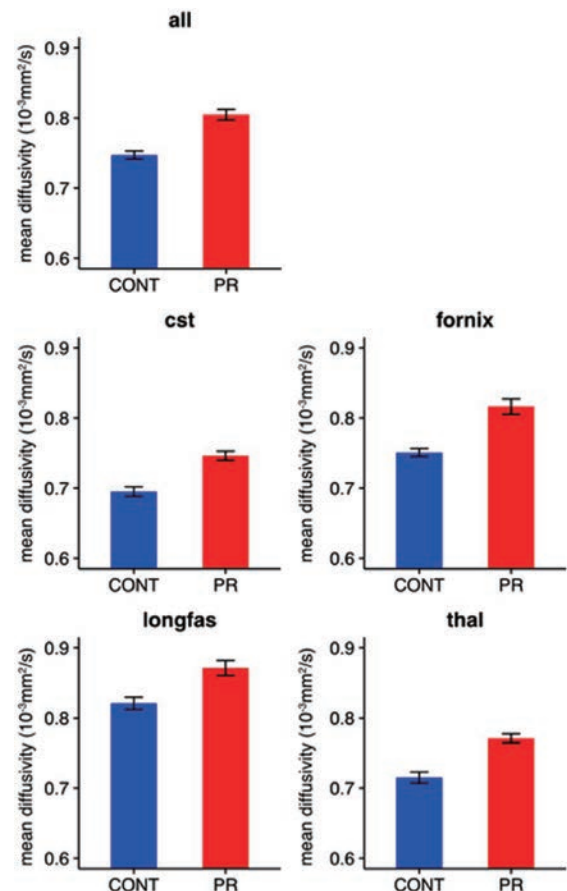 all
mean diffusivity (10⁻³mm²/s)
0.9
0.8
0.7
0.6
CONT PR
cst
mean diffusivity (10⁻³mm²/s)
0.9
0.8
0.7
0.6
CONT PR
fornix
mean diffusivity (10⁻³mm²/s)
0.9
0.8
0.7
0.6
CONT PR
longfas
mean diffusivity (10⁻³mm²/s)
0.9
0.8
0.7
0.6
CONT PR
thal
mean diffusivity (10⁻³mm²/s)
0.9
0.8
0.7
0.6
CONT PR